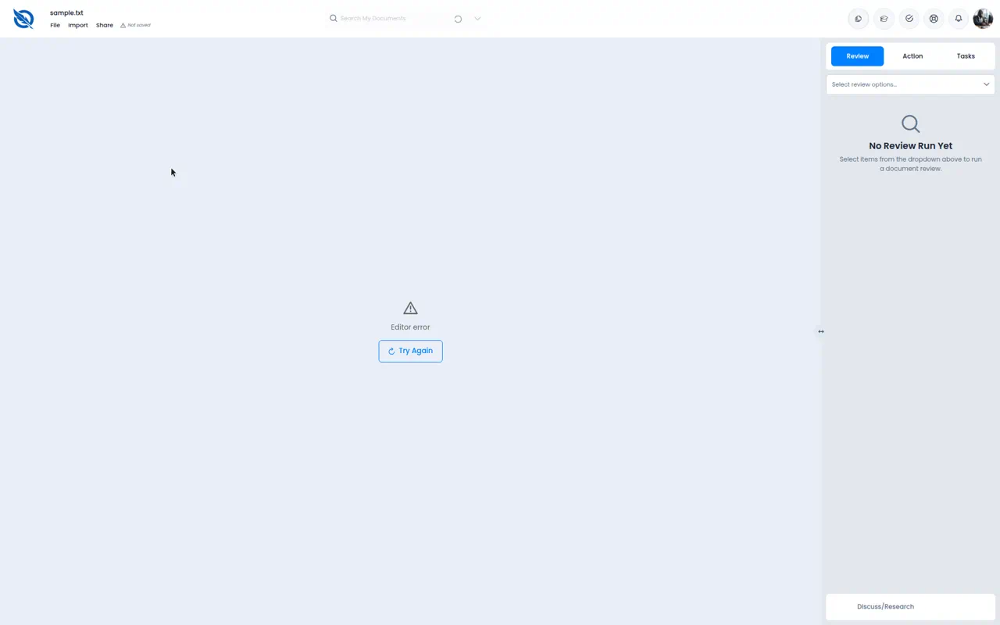 sample.txt
File Import Share Not saved
Search My Documents
Review Action Tasks
Select review options...
No Review Run Yet
Select items from the dropdown above to run
a document review.
Editor error
Try Again
Discuss/Research